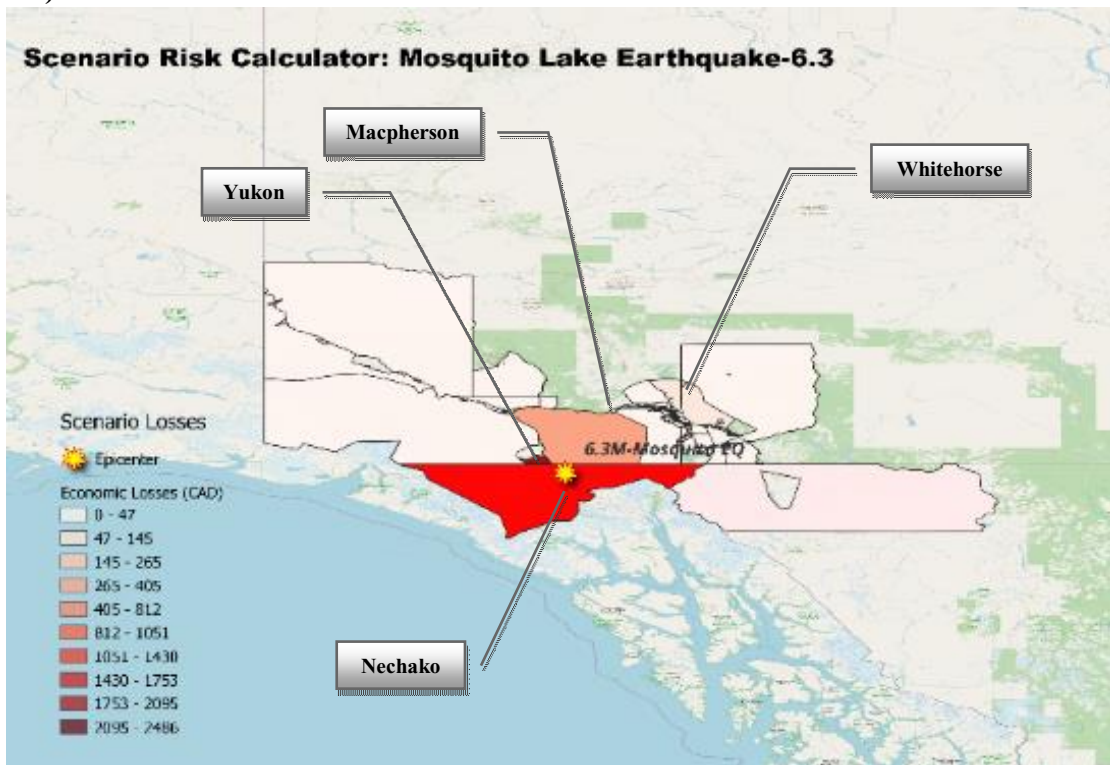 Scenario Risk Calculator: Mosquito Lake Earthquake-6.3
Macpherson
Whitehorse
Yukon
6.3M-Mosquito EQ
Scenario Losses
Epicenter
Economic Losses (CAD)
0 - 47
47 - 145
145 - 265
265 - 405
405 - 812
812 - 1051
1051 - 1430
1430 - 1753
1753 - 2095
2095 - 2486
Nechako